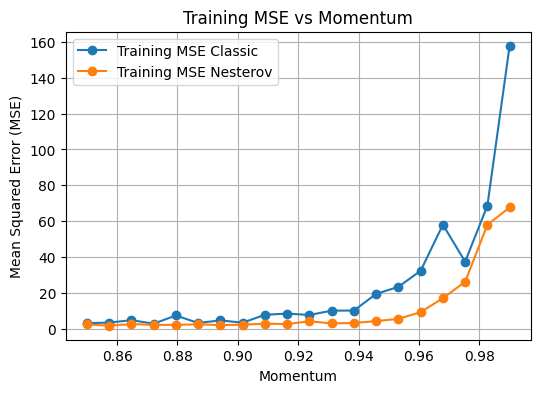 Training MSE vs Momentum
Training MSE Classic
Training MSE Nesterov
Mean Squared Error (MSE)
160
140
120
100
80
60
40
20
0
0.86 0.88 0.90 0.92 0.94 0.96 0.98
Momentum